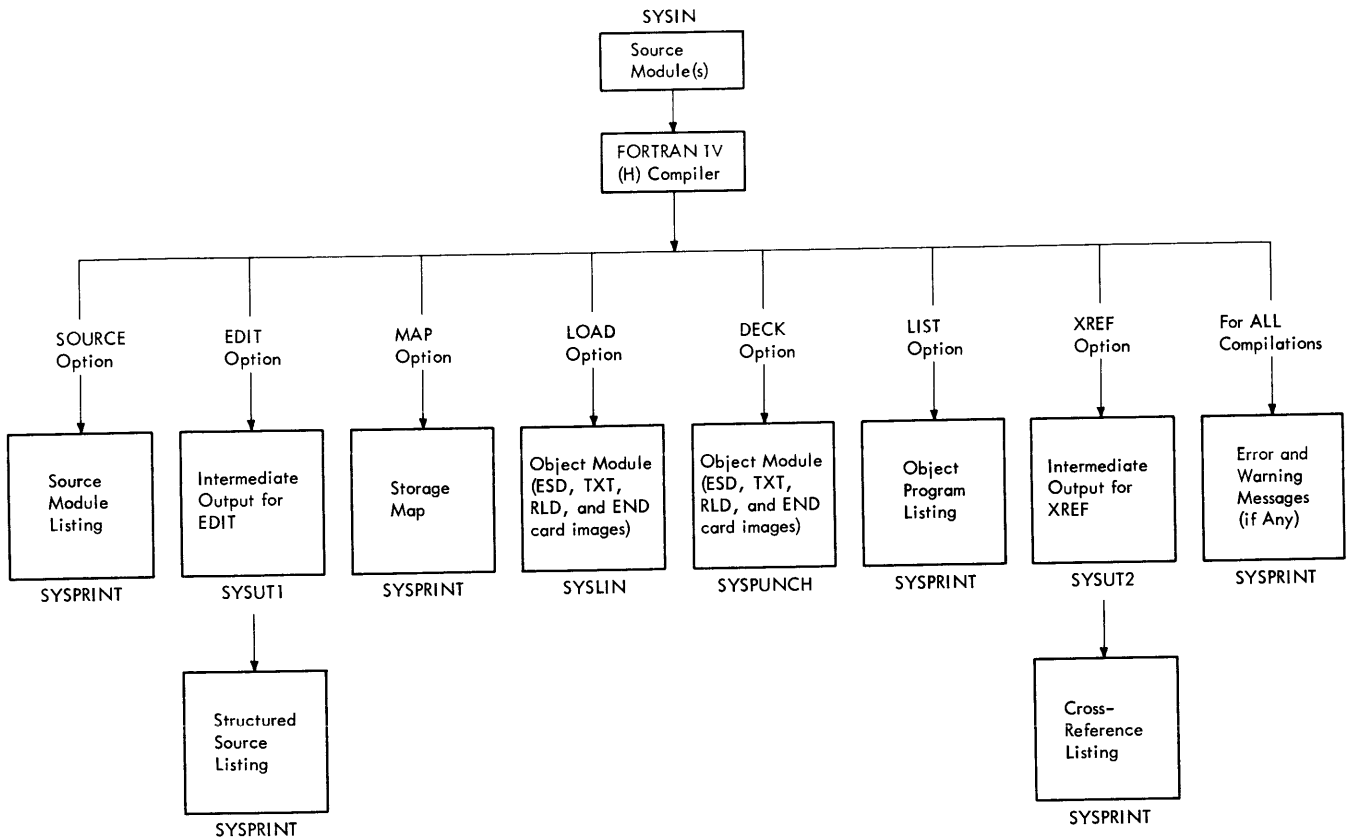 SYSIN
Source
Module(s)
FORTRAN IV
(H) Compiler
SOURCE
Option
EDIT
Option
MAP
Option
LOAD
Option
DECK
Option
LIST
Option
XREF
Option
For ALL
Compilations
Source
Module
Listing
SYSPRINT
Intermediate
Output for
EDIT
SYSUT1
Storage
Map
SYSPRINT
Object Module
(ESD, TXT,
RLD, and END
card images)
SYSLIN
Object Module
(ESD, TXT,
RLD, and END
card images)
SYSPUNCH
Object
Program
Listing
SYSPRINT
Intermediate
Output for
XREF
SYSUT2
Error and
Warning
Messages
(if Any)
SYSPRINT
Structured
Source
Listing
SYSPRINT
Cross-
Reference
Listing
SYSPRINT